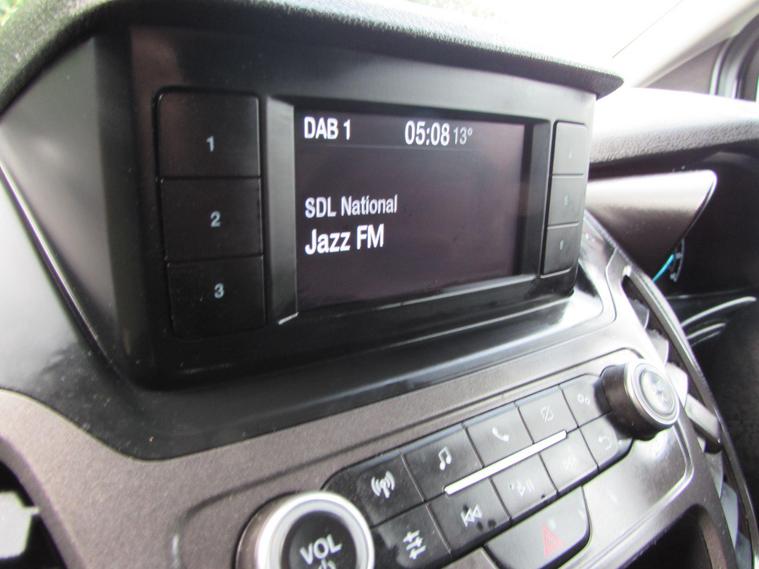 DAB 1 05:08 13°
SDL National
Jazz FM
1
2
3
VOL